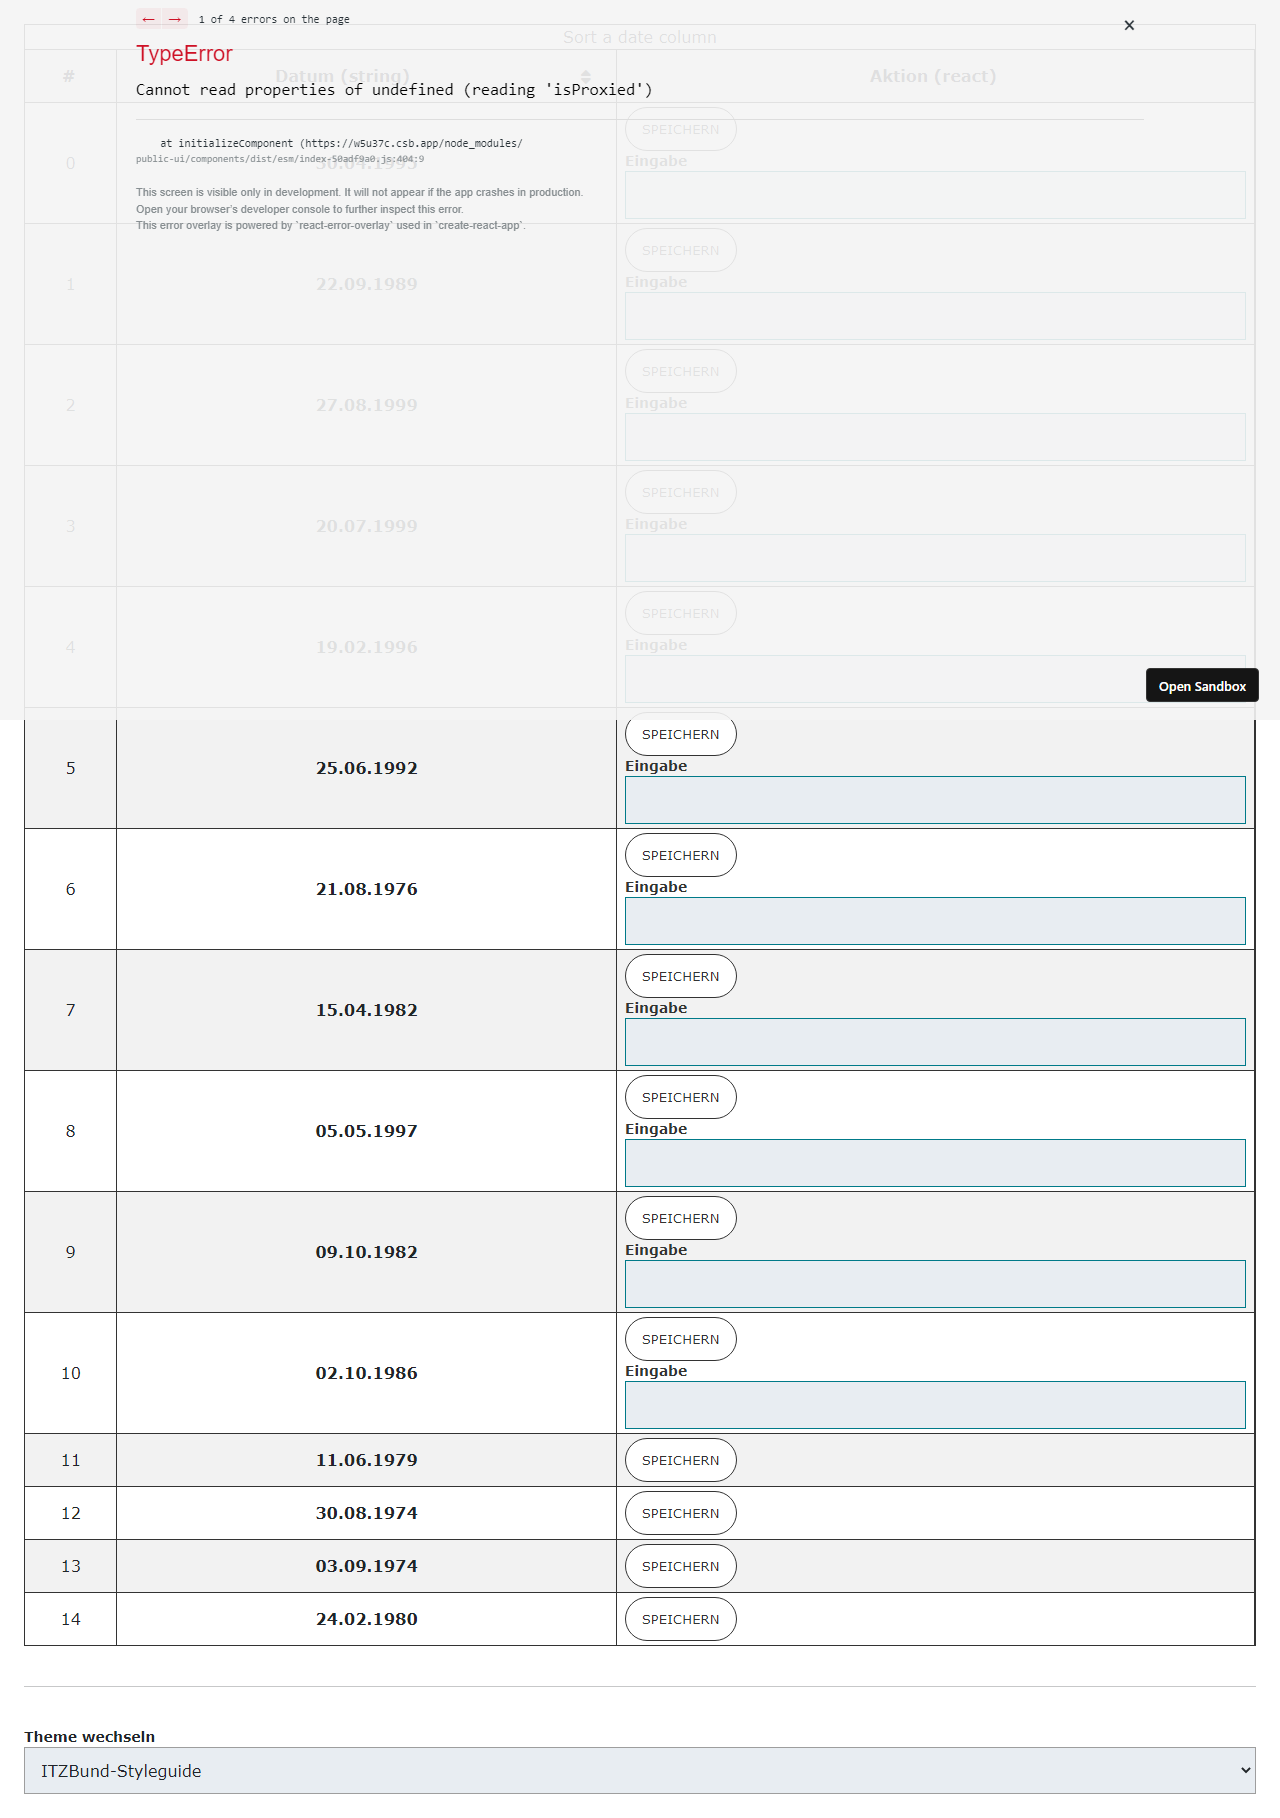 ← → 1 of 4 errors on the page
×
Sort a date column
TypeError
# Datum (string) Aktion (react)
Cannot read properties of undefined (reading 'isProxied')
SPEICHERN
at initializeComponent (https://w5u37c.csb.app/node_modules/
public-ui/components/dist/esm/index-50adf9a0.js:404:9
0 30.04.1995
Eingabe
This screen is visible only in development. It will not appear if the app crashes in production.
Open your browser's developer console to further inspect this error.
This error overlay is powered by `react-error-overlay` used in `create-react-app`.
SPEICHERN
1 22.09.1989
Eingabe
SPEICHERN
2 27.08.1999
Eingabe
SPEICHERN
3 20.07.1999
Eingabe
SPEICHERN
4 19.02.1996
Eingabe
Open Sandbox
SPEICHERN
5 25.06.1992
Eingabe
SPEICHERN
6 21.08.1976
Eingabe
SPEICHERN
7 15.04.1982
Eingabe
SPEICHERN
8 05.05.1997
Eingabe
SPEICHERN
9 09.10.1982
Eingabe
SPEICHERN
10 02.10.1986
Eingabe
11 11.06.1979 SPEICHERN
12 30.08.1974 SPEICHERN
13 03.09.1974 SPEICHERN
14 24.02.1980 SPEICHERN
Theme wechseln
ITZBund-Styleguide